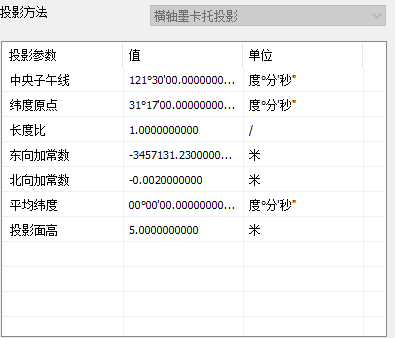 投影方法 横轴墨卡托投影
投影参数 值 单位
中央子午线 121°30'00.0000000... 度°分'秒"
纬度原点 31°17'00.0000000... 度°分'秒"
长度比 1.0000000000 /
东向加常数 -3457131.2300000... 米
北向加常数 -0.0020000000 米
平均纬度 00°00'00.00000000... 度°分'秒"
投影面高 5.0000000000 米